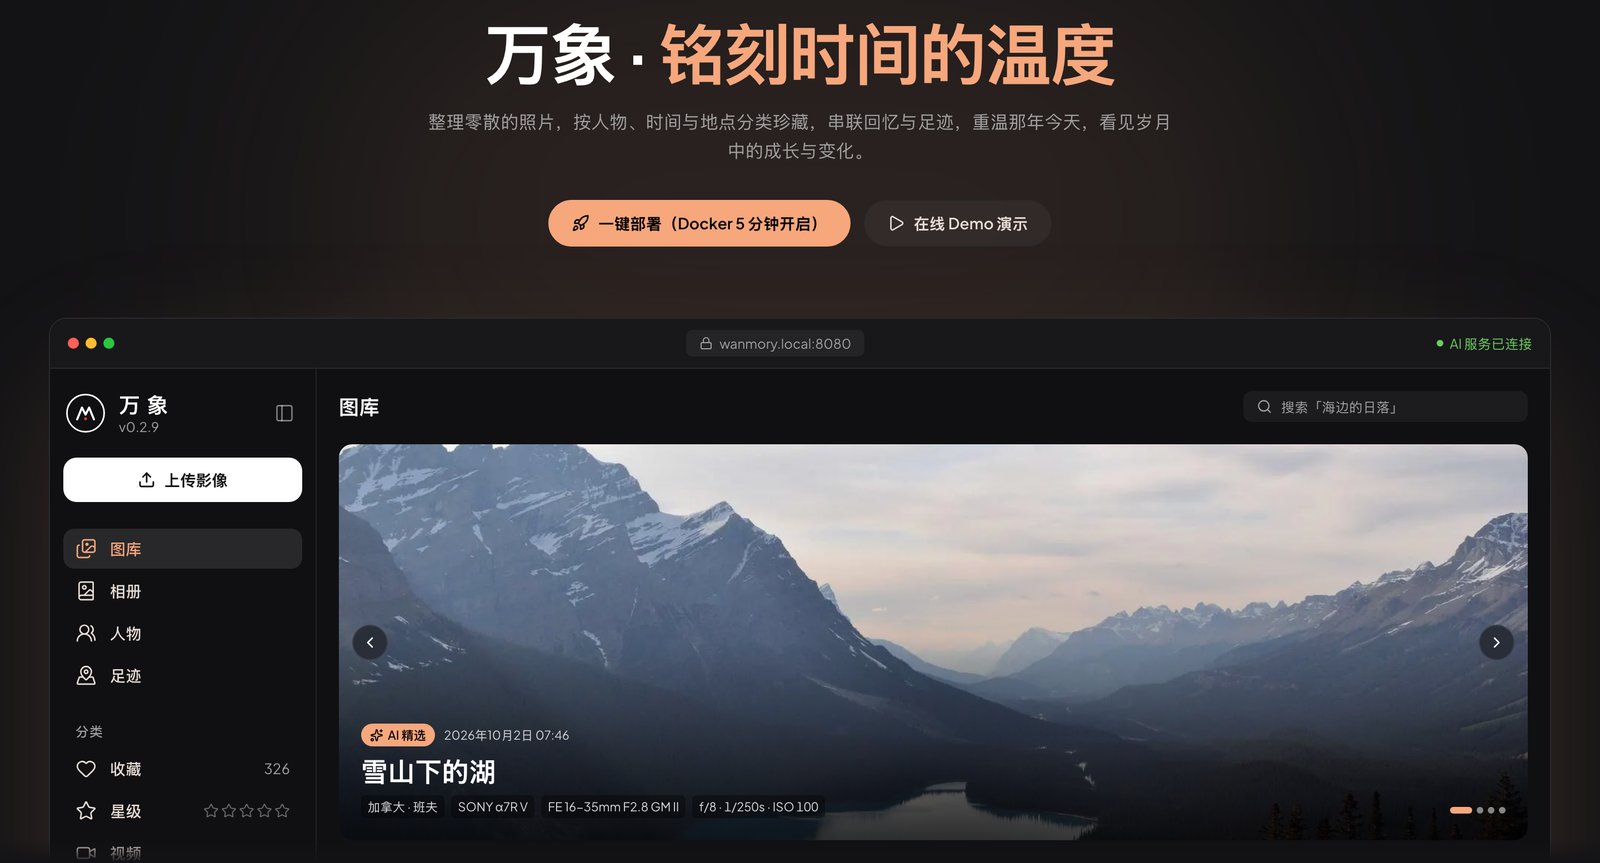 万象 · 铭刻时间的温度
整理零散的照片，按人物、时间与地点分类珍藏，串联回忆与足迹，重温那年今天，看见岁月
中的成长与变化。
一键部署（Docker 5 分钟开启）
在线 Demo 演示
wanmory.local:8080
AI 服务已连接
万 象
v0.2.9
上传影像
图库
相册
人物
足迹
分类
收藏 326
星级
视频
图库
搜索「海边的日落」
AI 精选 2026年10月2日 07:46
雪山下的湖
加拿大 · 班夫 SONY α7R V FE 16–35mm F2.8 GM II f/8 · 1/250s · ISO 100